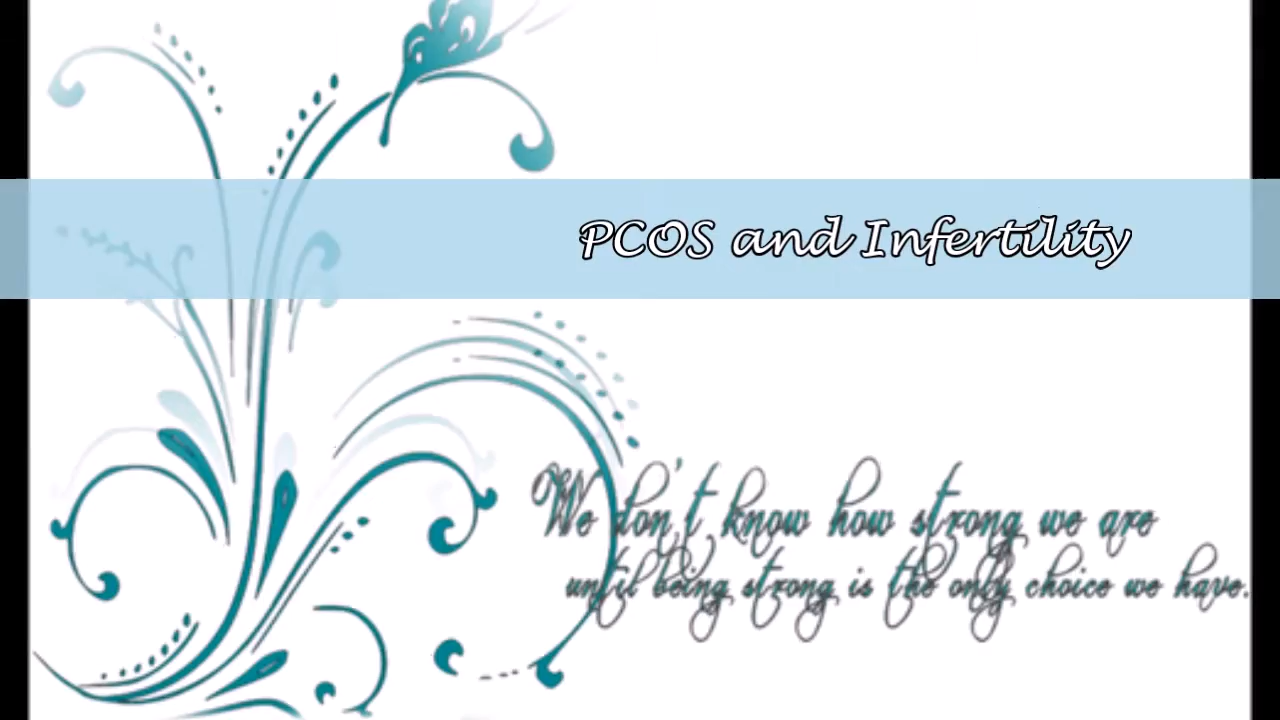 PCOS and Infertility
We don't know how strong we are
until being strong is the only choice we have.